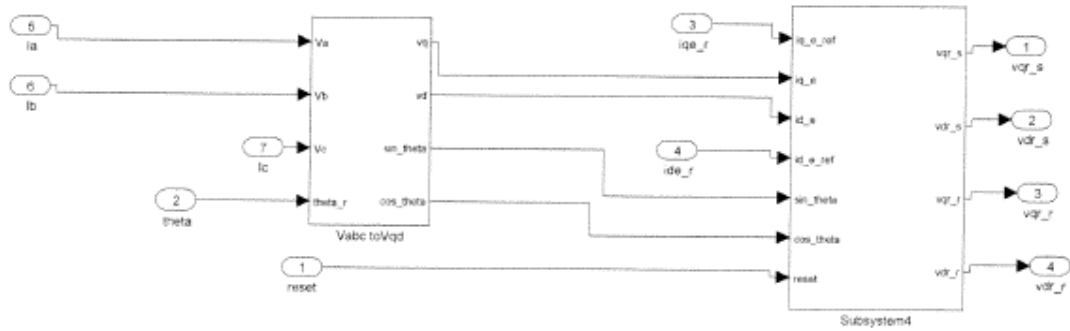 5
Ia
6
Ib
7
Ic
2
theta
1
reset
Va
Vb
Vc
theta_r
vq
vd
sin_theta
cos_theta
Vabc toVqd
3
iqe_r
4
ide_r
iq_e_ref
iq_e
id_e
id_e_ref
sin_theta
cos_theta
reset
vqr_s
vdr_s
vqr_r
vdr_r
Subsystem4
1
vqr_s
2
vdr_s
3
vqr_r
4
vdr_r